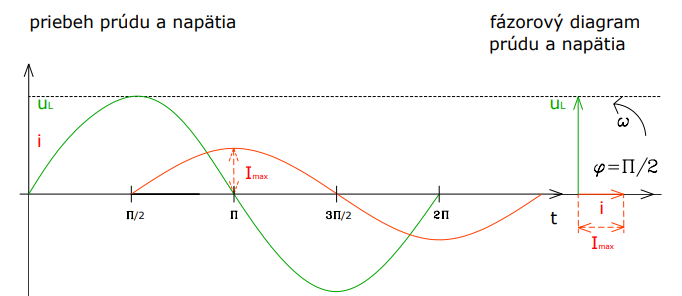 priebeh prúdu a napätia
fázorový diagram
prúdu a napätia
uL
i
Imax
π/2
π
3π/2
2π
t
uL
ω
φ=π/2
i
Imax